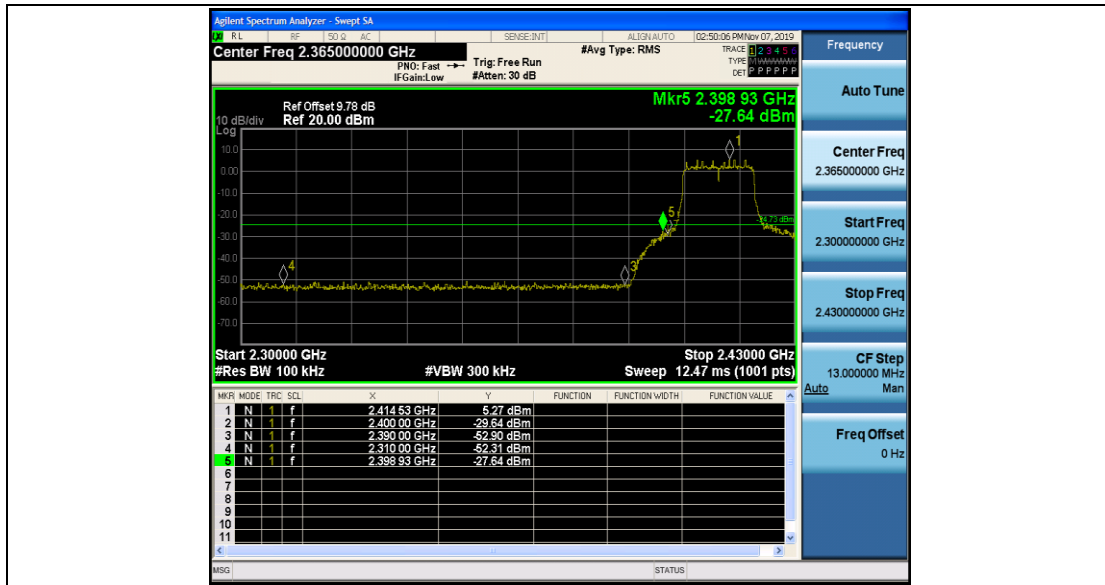 Agilent Spectrum Analyzer - Swept SA
RL RF 50 Ω AC SENSE:INT ALIGN AUTO 02:50:06 PM Nov 07, 2019
Center Freq 2.365000000 GHz
PNO: Fast
IFGain:Low
Trig: Free Run
#Atten: 30 dB
#Avg Type: RMS
TRACE 1 2 3 4 5 6
TYPE M WWWWW
DET P P P P P P
Ref Offset 9.78 dB
10 dB/div Ref 20.00 dBm
Mkr5 2.398 93 GHz
-27.64 dBm
Log
10.0
0.00
-10.0
-20.0
-30.0
-40.0
-50.0
-60.0
-70.0
1
5
-24.73 dBm
3
4
Start 2.30000 GHz Stop 2.43000 GHz
#Res BW 100 kHz #VBW 300 kHz Sweep 12.47 ms (1001 pts)
MKR MODE TRC SCL X Y FUNCTION FUNCTION WIDTH FUNCTION VALUE
1 N 1 f 2.414 53 GHz 5.27 dBm
2 N 1 f 2.400 00 GHz -29.64 dBm
3 N 1 f 2.390 00 GHz -52.90 dBm
4 N 1 f 2.310 00 GHz -52.31 dBm
5 N 1 f 2.398 93 GHz -27.64 dBm
6
7
8
9
10
11
MSG STATUS
Frequency
Auto Tune
Center Freq
2.365000000 GHz
Start Freq
2.300000000 GHz
Stop Freq
2.430000000 GHz
CF Step
13.000000 MHz
Auto Man
Freq Offset
0 Hz